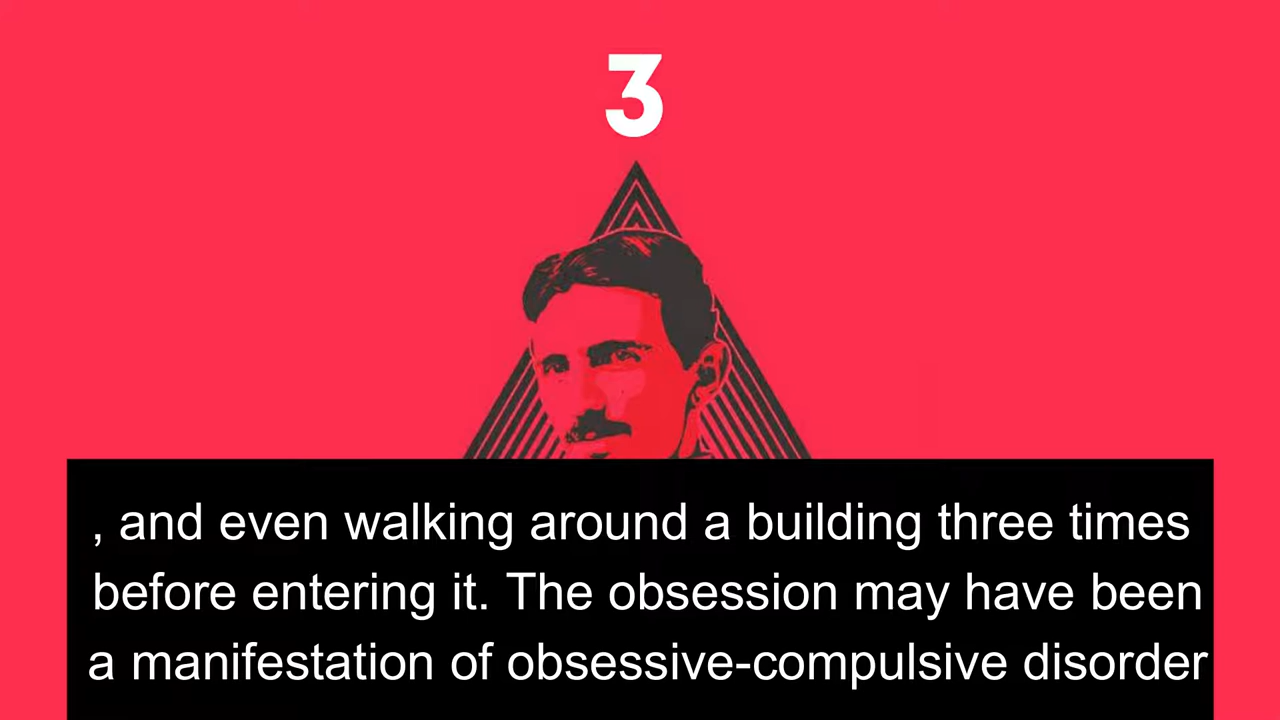 3
, and even walking around a building three times
before entering it. The obsession may have been
a manifestation of obsessive-compulsive disorder